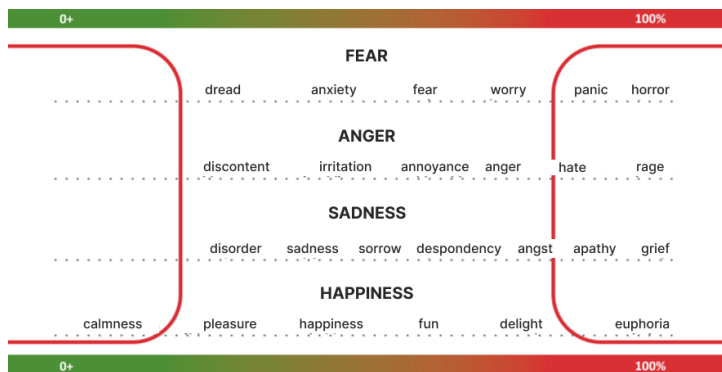 0+ 100%
FEAR
dread anxiety fear worry panic horror
ANGER
discontent irritation annoyance anger hate rage
SADNESS
disorder sadness sorrow despondency angst apathy grief
HAPPINESS
calmness pleasure happiness fun delight euphoria
0+ 100%